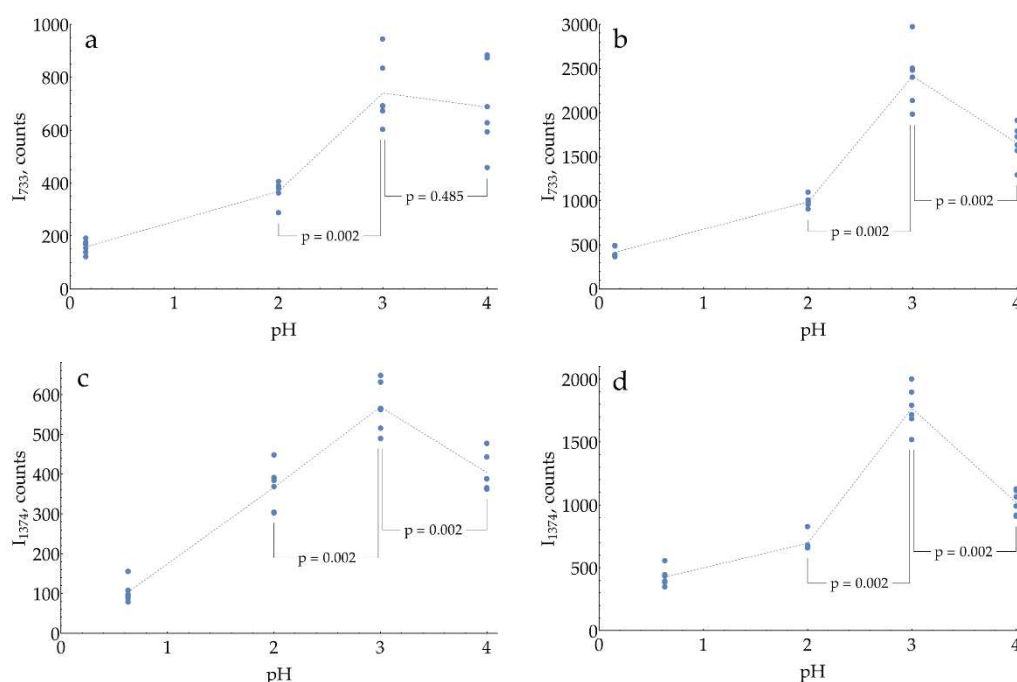 a
I733, counts
1000
800
600
400
200
0
p = 0.485
p = 0.002
0 1 2 3 4
pH
b
I733, counts
3000
2500
2000
1500
1000
500
0
p = 0.002
p = 0.002
0 1 2 3 4
pH
c
I1374, counts
600
500
400
300
200
100
0
p = 0.002
p = 0.002
0 1 2 3 4
pH
d
I1374, counts
2000
1500
1000
500
0
p = 0.002
p = 0.002
0 1 2 3 4
pH